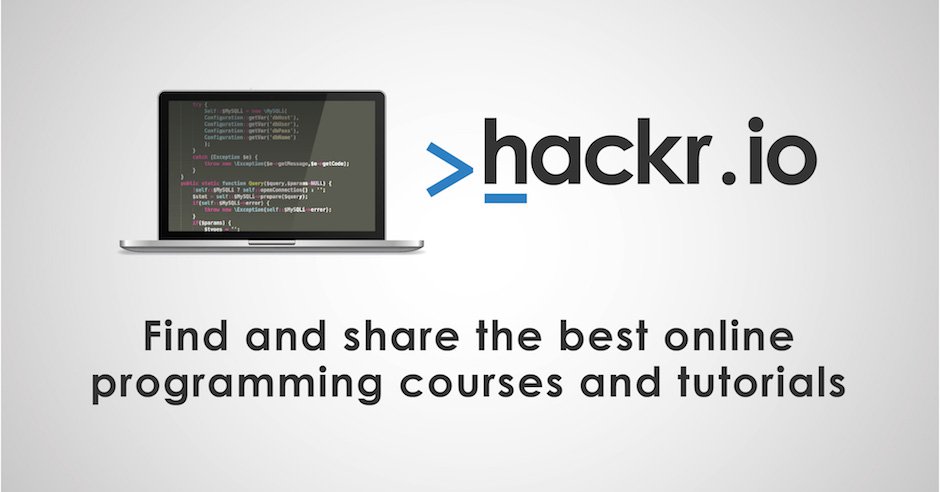 try {
Self::$MySQLi = new \MySQLi(
Configuration::getVar('dbHost'),
Configuration::getVar('dbUser'),
Configuration::getVar('dbPass'),
Configuration::getVar('dbName')
);
}
catch (Exception $e) {
throw new \Exception($e->getMessage,$e->getCode);
}
}
public static function Query($query,$params=NULL) {
!self::$MySQLi ? self::openConnection() : '';
$stmt = self::$MySQLi->prepare($query);
if(self::$MySQLi->error) {
throw new \Exception(self::$MySQLi->error);
}
if($params) {
$types = '';
>hackr.io
Find and share the best online
programming courses and tutorials